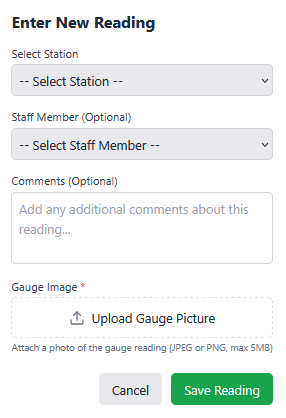 Enter New Reading
Select Station
-- Select Station --
Staff Member (Optional)
-- Select Staff Member --
Comments (Optional)
Add any additional comments about this
reading...
Gauge Image *
Upload Gauge Picture
Attach a photo of the gauge reading (JPEG or PNG, max 5MB)
Cancel
Save Reading